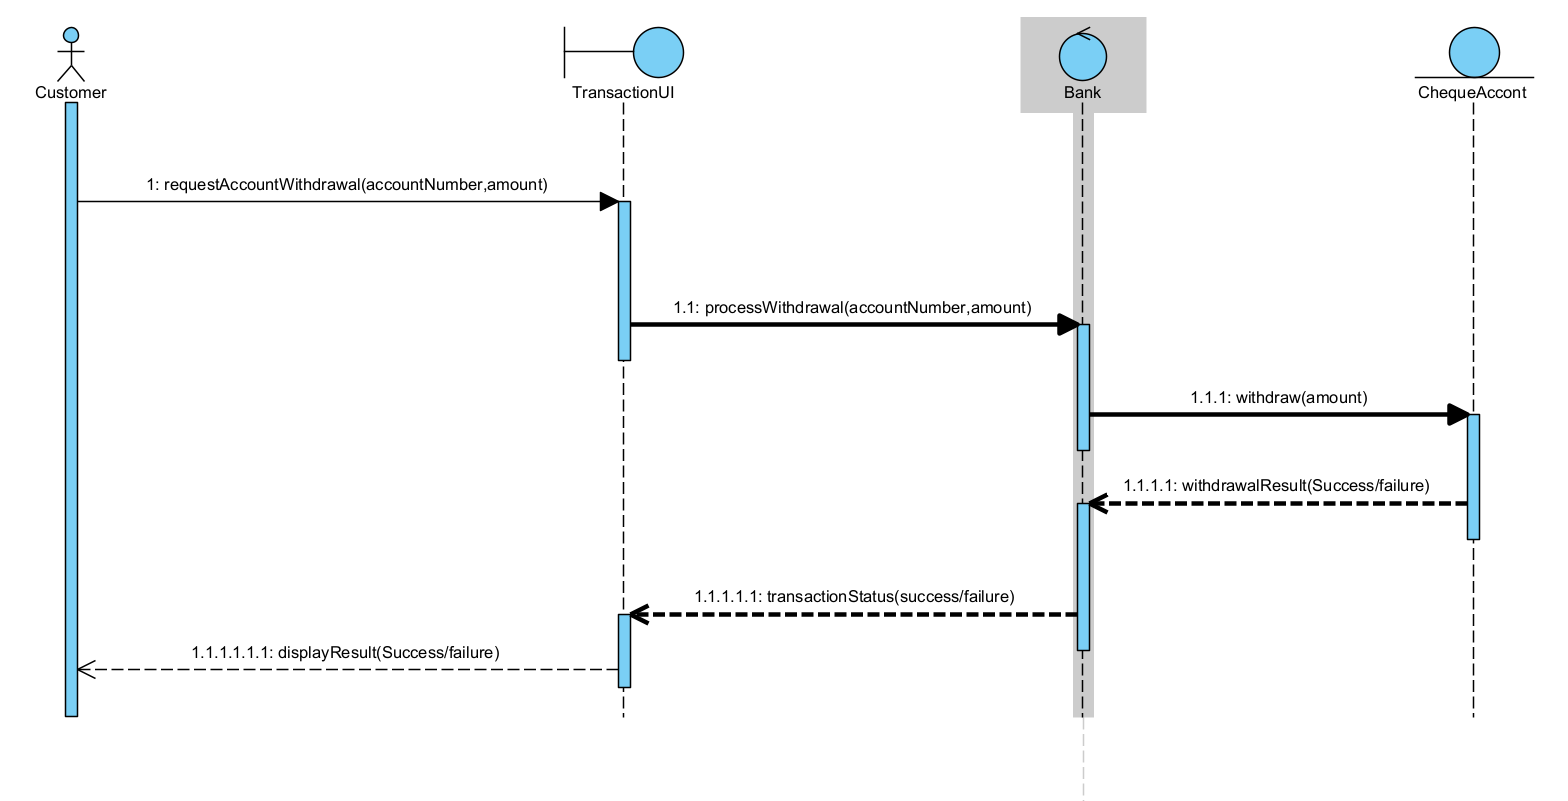 Customer
TransactionUI
Bank
ChequeAccont
1: requestAccountWithdrawal(accountNumber,amount)
1.1: processWithdrawal(accountNumber,amount)
1.1.1: withdraw(amount)
1.1.1.1: withdrawalResult(Success/failure)
1.1.1.1.1: transactionStatus(success/failure)
1.1.1.1.1.1: displayResult(Success/failure)